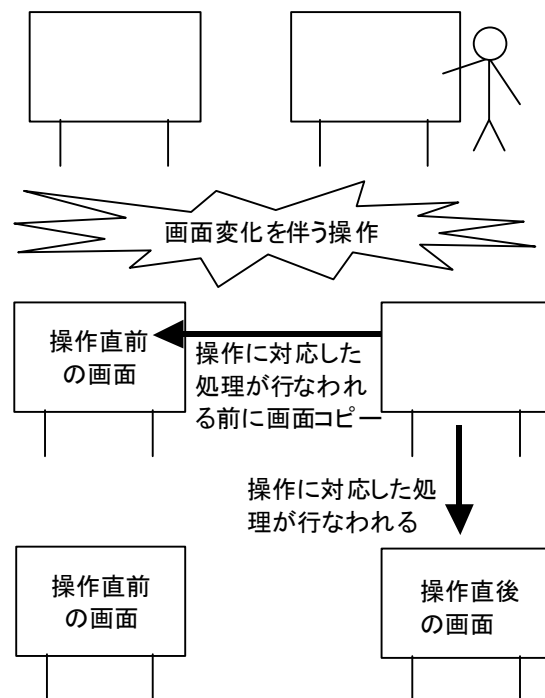 画面変化を伴う操作
操作直前
の画面
操作に対応した
処理が行なわれ
る前に画面コピー
操作に対応した処
理が行なわれる
操作直前
の画面
操作直後
の画面